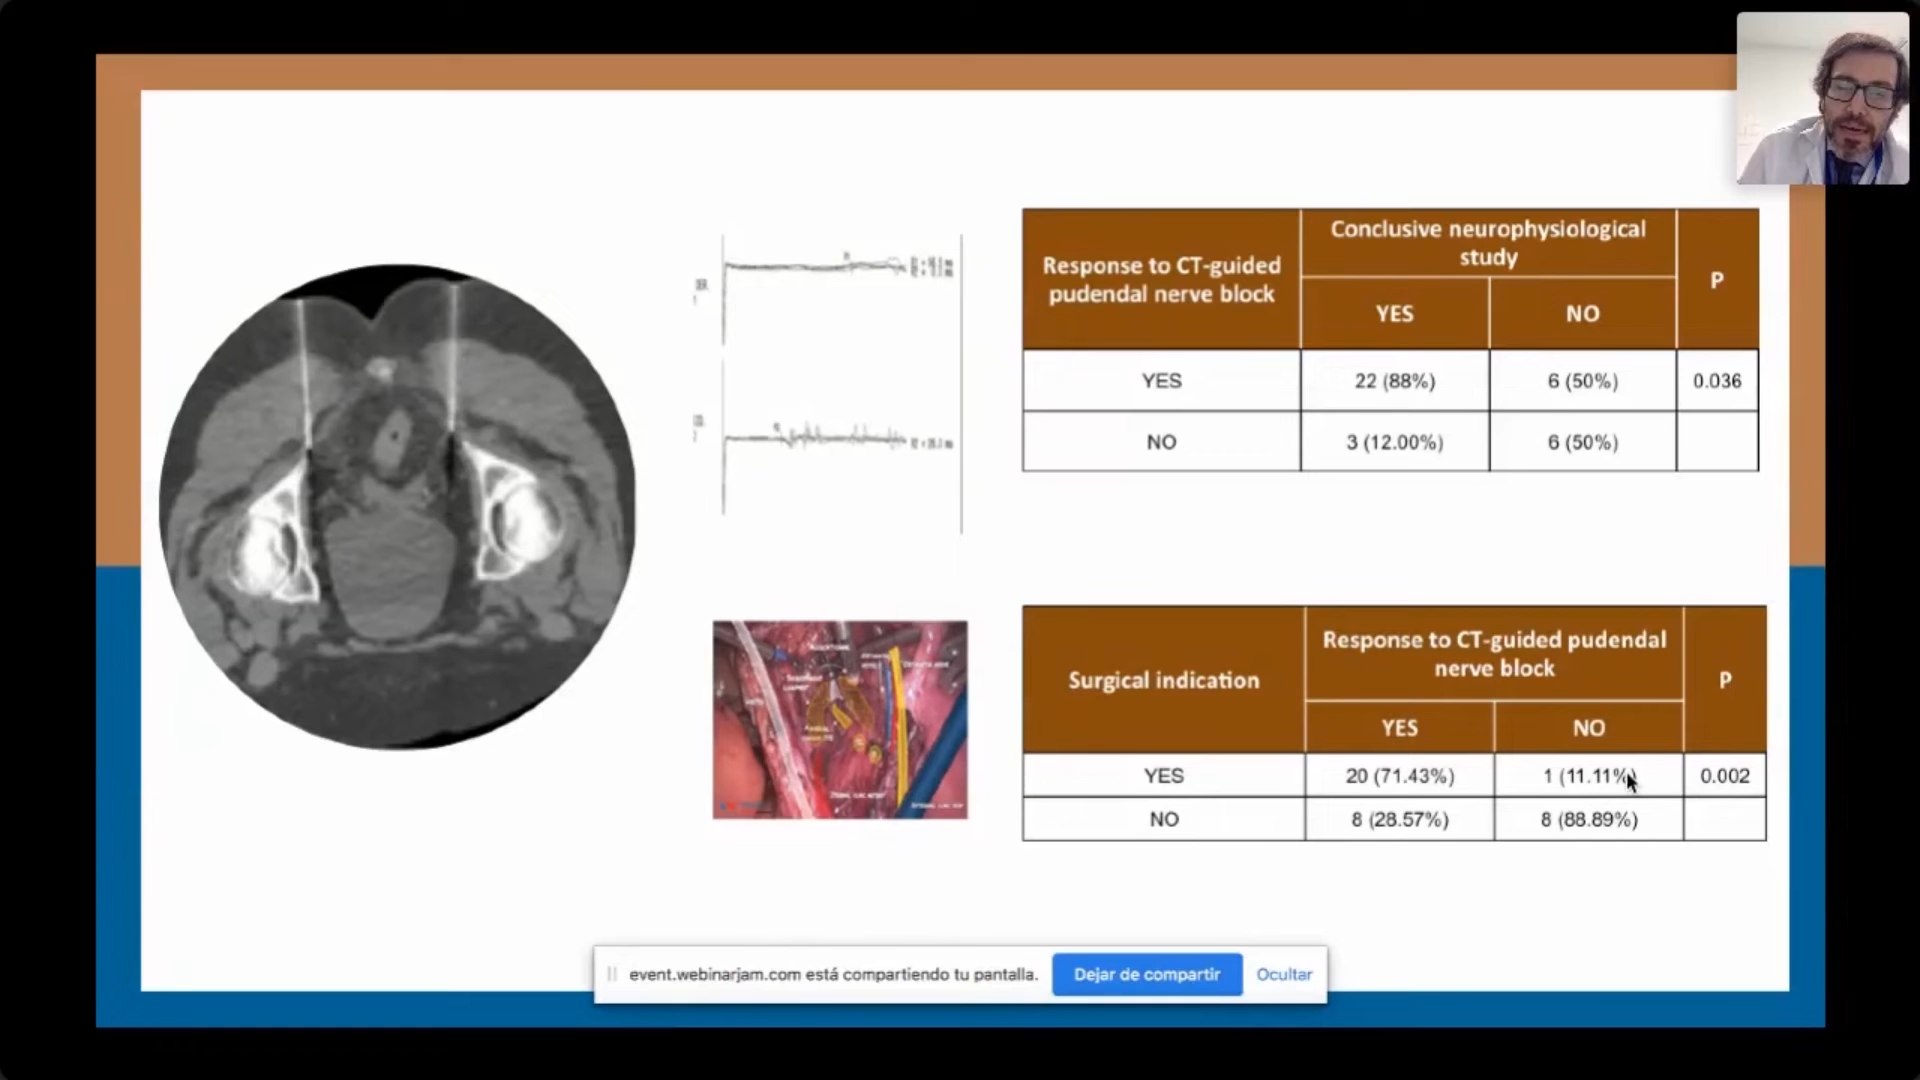 Response to CT-guided
pudendal nerve block
Conclusive neurophysiological
study
P
YES
NO
YES
22 (88%)
6 (50%)
0.036
NO
3 (12.00%)
6 (50%)
Surgical indication
Response to CT-guided pudendal
nerve block
P
YES
NO
YES
20 (71.43%)
1 (11.11%)
0.002
NO
8 (28.57%)
8 (88.89%)
event.webinarjam.com está compartiendo tu pantalla.
Dejar de compartir
Ocultar